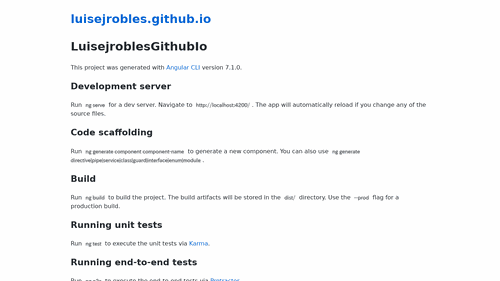 luisejrobles.github.io
LuisejroblesGithubIo
This project was generated with Angular CLI version 7.1.0.
Development server
Run ng serve for a dev server. Navigate to http://localhost:4200/ . The app will automatically reload if you change any of the
source files.
Code scaffolding
Run ng generate component component-name to generate a new component. You can also use ng generate
directive|pipe|service|class|guard|interface|enum|module .
Build
Run ng build to build the project. The build artifacts will be stored in the dist/ directory. Use the --prod flag for a
production build.
Running unit tests
Run ng test to execute the unit tests via Karma.
Running end-to-end tests
Run ng e2e to execute the end-to-end tests via Protractor.